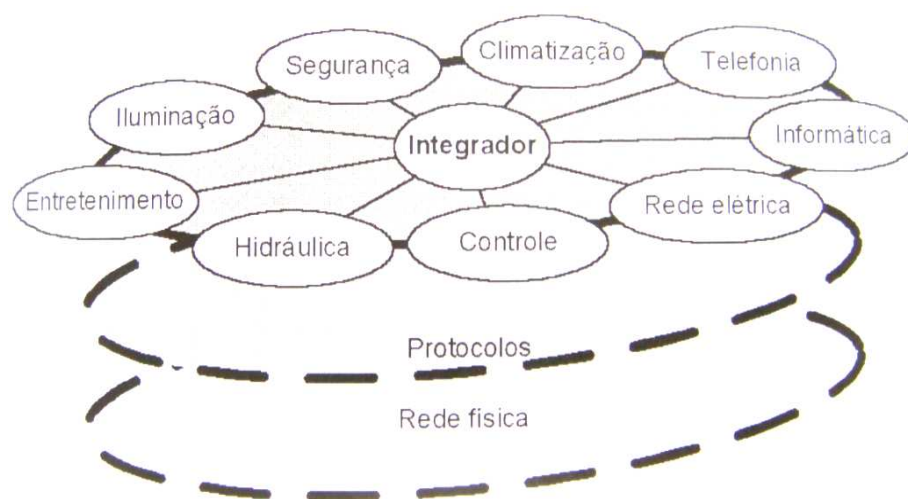 Climatização
Segurança
Telefonia
Iluminação
Integrador
Informática
Entretenimento
Rede elétrica
Hidráulica
Controle
Protocolos
Rede física